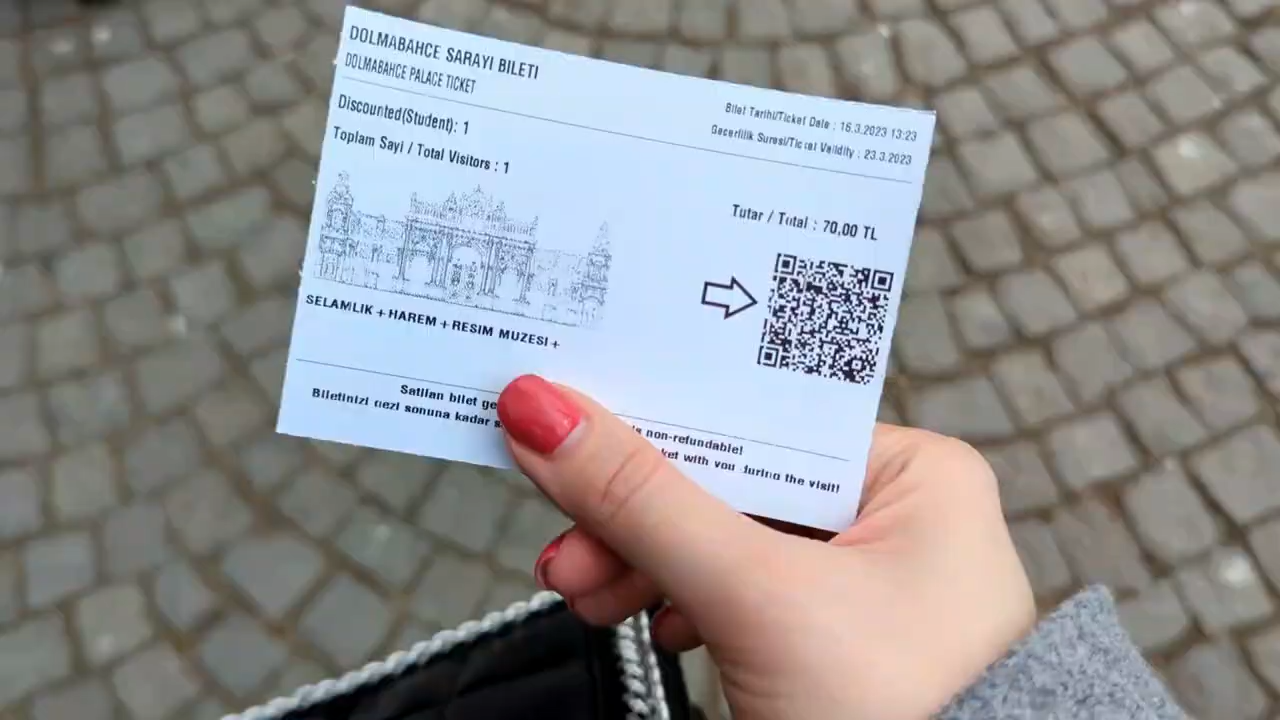 DOLMABAHCE SARAYI BILETI
DOLMABAHCE PALACE TICKET
Bilet Tarihi/Ticket Date : 16.3.2023 13:23
Gecerlilik Suresi/Ticket Validity : 23.3.2023
Discounted(Student): 1
Toplam Sayi / Total Visitors : 1
Tutar / Total : 70,00 TL
SELAMLIK + HAREM + RESIM MUZESI +
Satilan bilet is non-refundable!
Biletinizi gezi sonuna kadar with you during the visit!